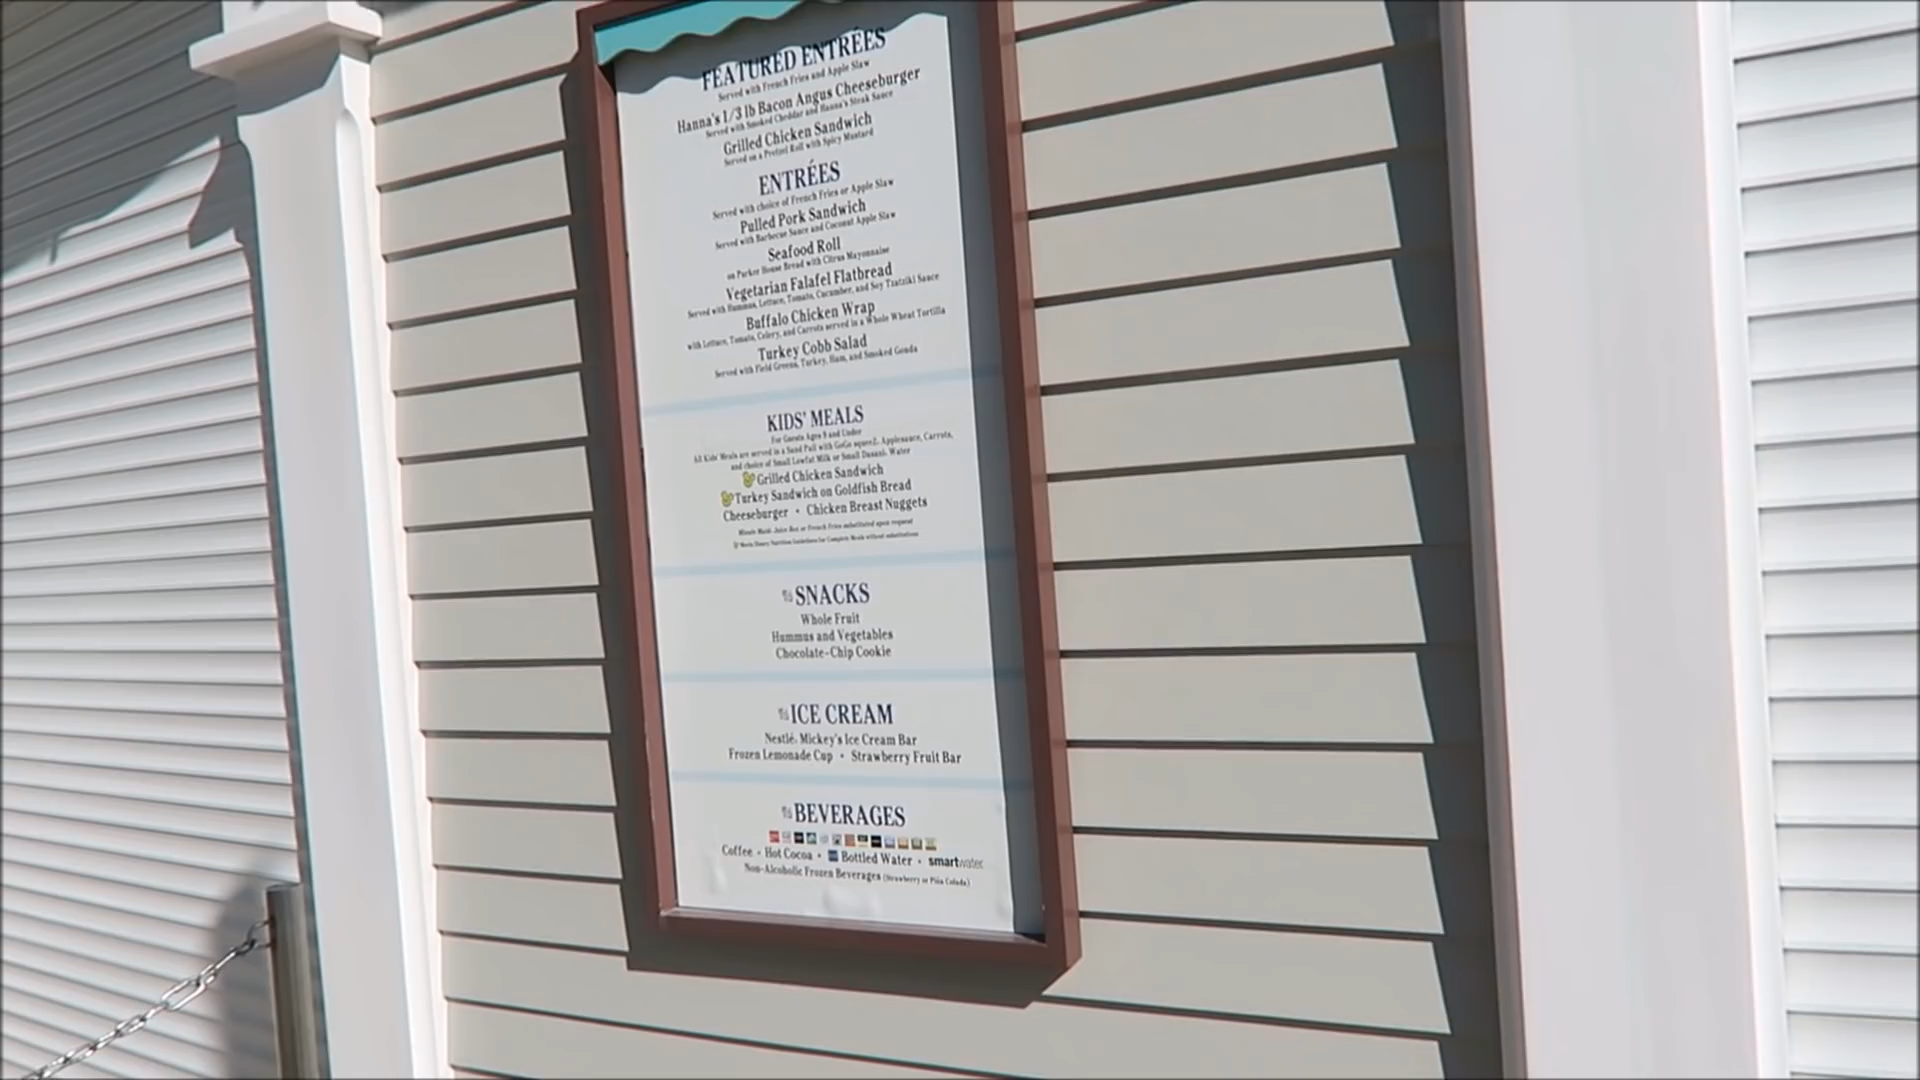 FEATURED ENTRÉES
Served with French Fries and Apple Slaw
Hanna's 1/3 lb Bacon Angus Cheeseburger
Served with Smoked Cheddar and Hanna's Steak Sauce
Grilled Chicken Sandwich
Served on a Pretzel Roll with Spicy Mustard
ENTRÉES
Served with choice of French Fries or Apple Slaw
Pulled Pork Sandwich
Served with Barbecue Sauce and Coconut Apple Slaw
Seafood Roll
on Parker House Bread with Citrus Mayonnaise
Vegetarian Falafel Flatbread
Served with Hummus, Lettuce, Tomato, Cucumber, and Soy Tzatziki Sauce
Buffalo Chicken Wrap
with Lettuce, Tomato, Celery, and Carrots served in a Whole Wheat Tortilla
Turkey Cobb Salad
Served with Field Greens, Turkey, Ham, and Smoked Gouda
KIDS' MEALS
For Guests Ages 9 and Under
All Kids' Meals are served in a Sand Pail with GoGo squeeZ® Applesauce, Carrots,
and choice of Small Lowfat Milk or Small Dasani® Water
Grilled Chicken Sandwich
Turkey Sandwich on Goldfish Bread
Cheeseburger • Chicken Breast Nuggets
Minute Maid® Juice Box or French Fries substituted upon request
Meets Disney Nutrition Guidelines for Complete Meals without substitutions
SNACKS
Whole Fruit
Hummus and Vegetables
Chocolate-Chip Cookie
ICE CREAM
Nestlé® Mickey's Ice Cream Bar
Frozen Lemonade Cup • Strawberry Fruit Bar
BEVERAGES
Coffee • Hot Cocoa • Bottled Water • smartwater
Non-Alcoholic Frozen Beverages (Strawberry or Piña Colada)